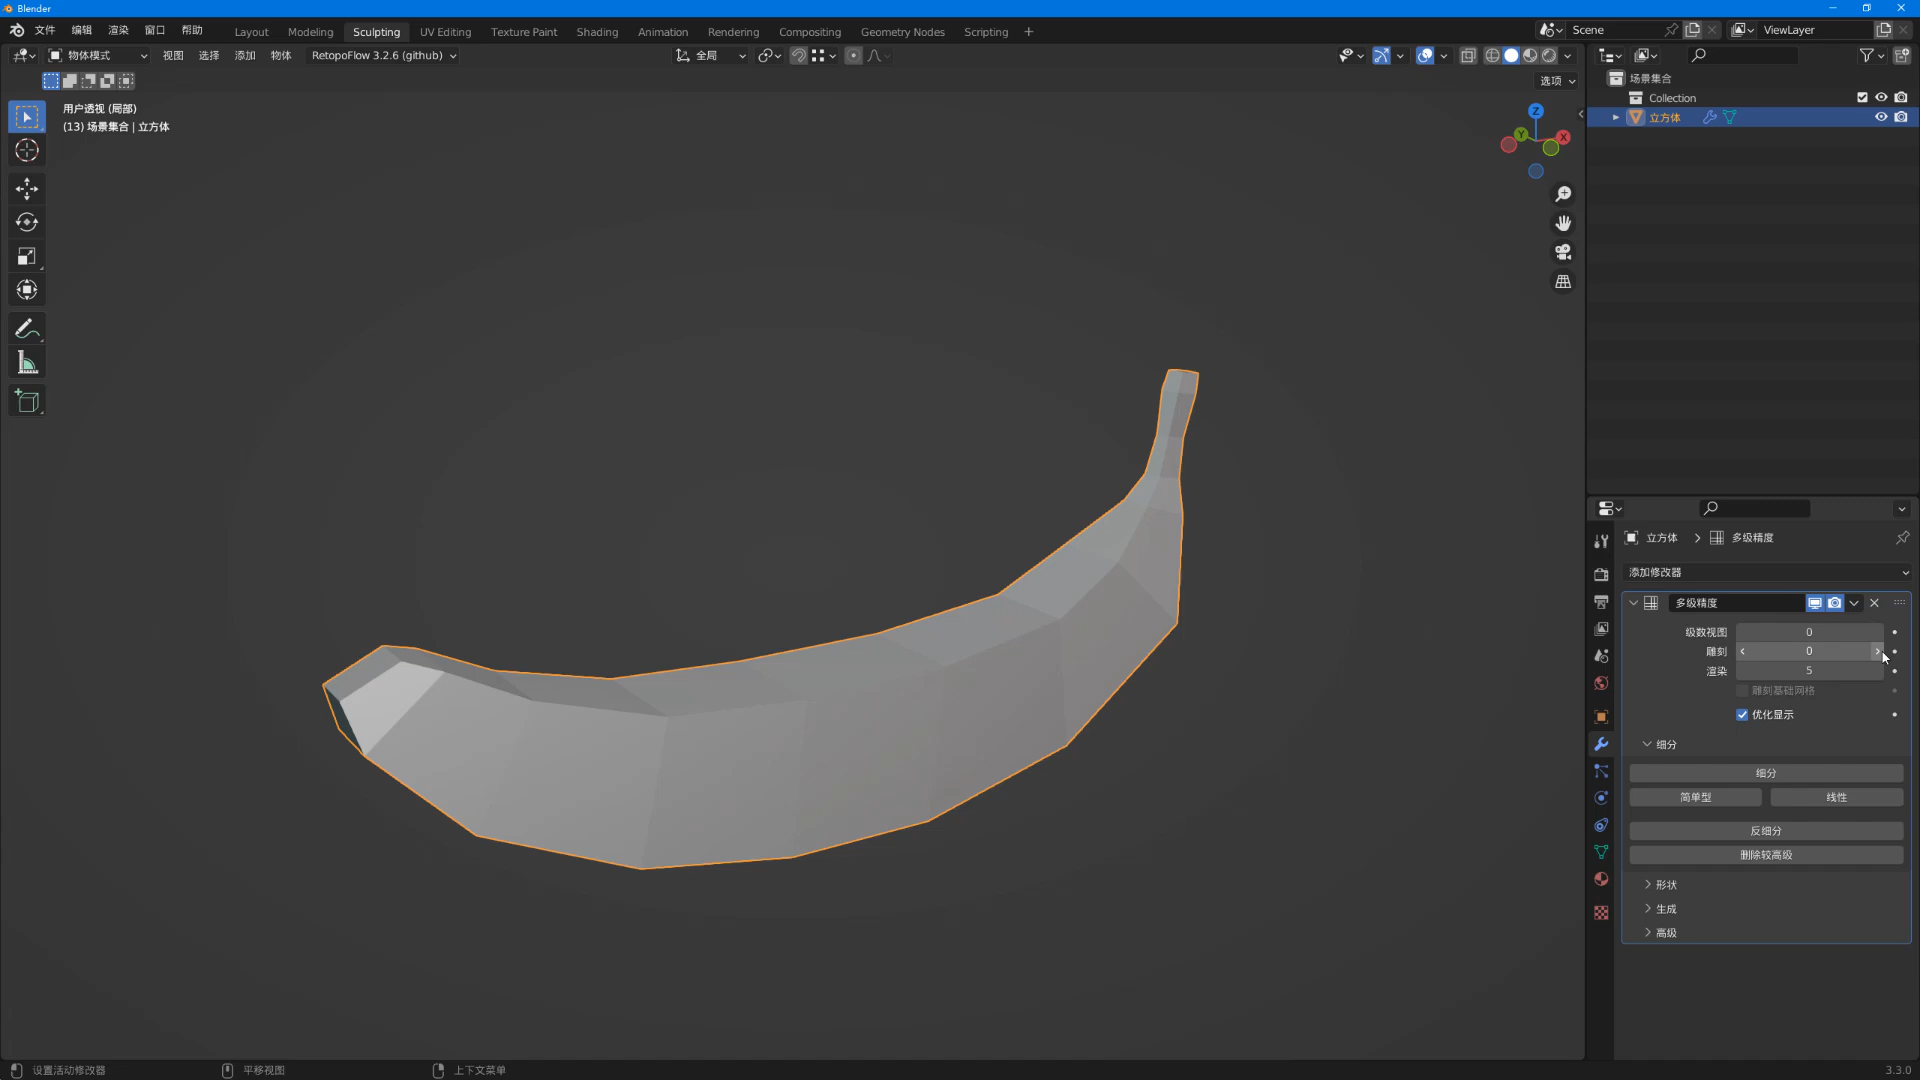 Blender
文件 编辑 渲染 窗口 帮助 Layout Modeling Sculpting UV Editing Texture Paint Shading Animation Rendering Compositing Geometry Nodes Scripting + Scene ViewLayer
物体模式 视图 选择 添加 物体 RetopoFlow 3.2.6 (github) 全局
选项
用户透视 (局部)
(13) 场景集合 | 立方体
Z
Y
X
场景集合
Collection
立方体
立方体 > 多级精度
添加修改器
多级精度
级数视图 0
雕刻 0
渲染 5
雕刻基础网格
优化显示
细分
细分
简单型 线性
反细分
删除较高级
形状
生成
高级
设置活动修改器 平移视图 上下文菜单 3.3.0